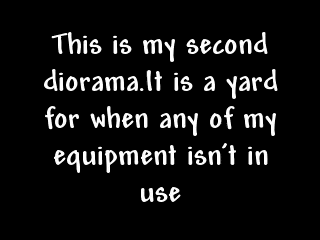 This is my second
diorama.It is a yard
for when any of my
equipment isn't in
use